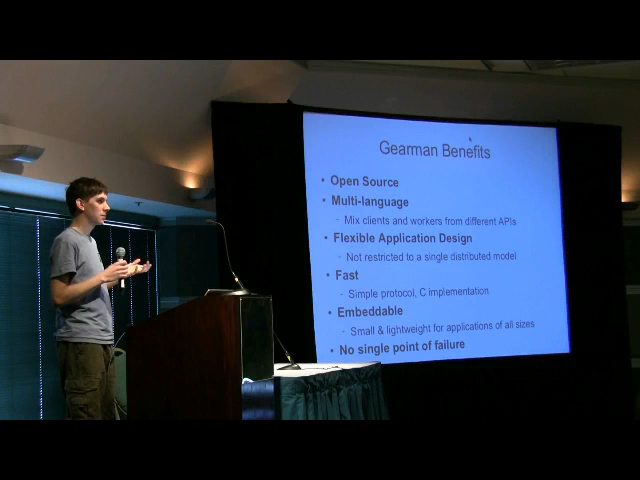 Gearman Benefits
• Open Source
• Multi-language
- Mix clients and workers from different APIs
• Flexible Application Design
- Not restricted to a single distributed model
• Fast
- Simple protocol, C implementation
• Embeddable
- Small & lightweight for applications of all sizes
• No single point of failure